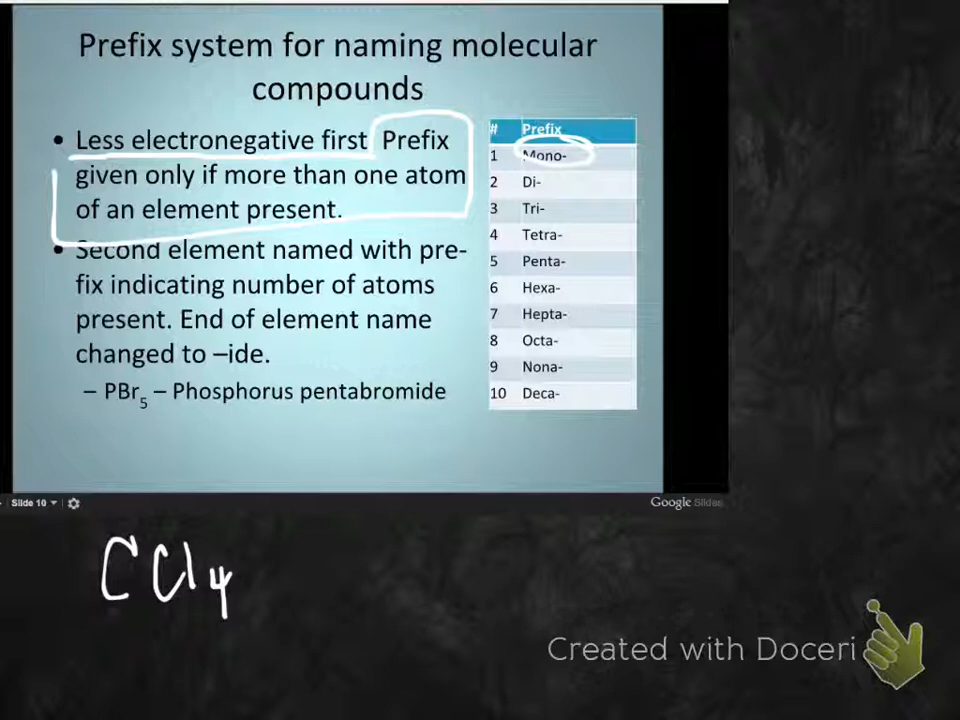 Prefix system for naming molecular
compounds
• Less electronegative first Prefix
given only if more than one atom
of an element present.
• Second element named with pre-
fix indicating number of atoms
present. End of element name
changed to –ide.
– PBr5 – Phosphorus pentabromide
# Prefix
1 Mono-
2 Di-
3 Tri-
4 Tetra-
5 Penta-
6 Hexa-
7 Hepta-
8 Octa-
9 Nona-
10 Deca-
Slide 10
Google Slides
CCl4
Created with Doceri